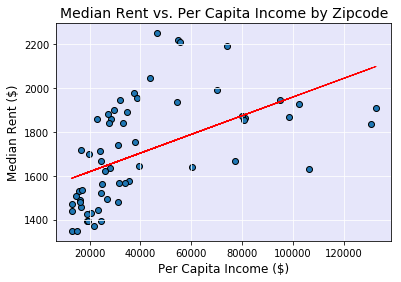 Median Rent vs. Per Capita Income by Zipcode
Median Rent ($)
2200
2000
1800
1600
1400
20000 40000 60000 80000 100000 120000
Per Capita Income ($)